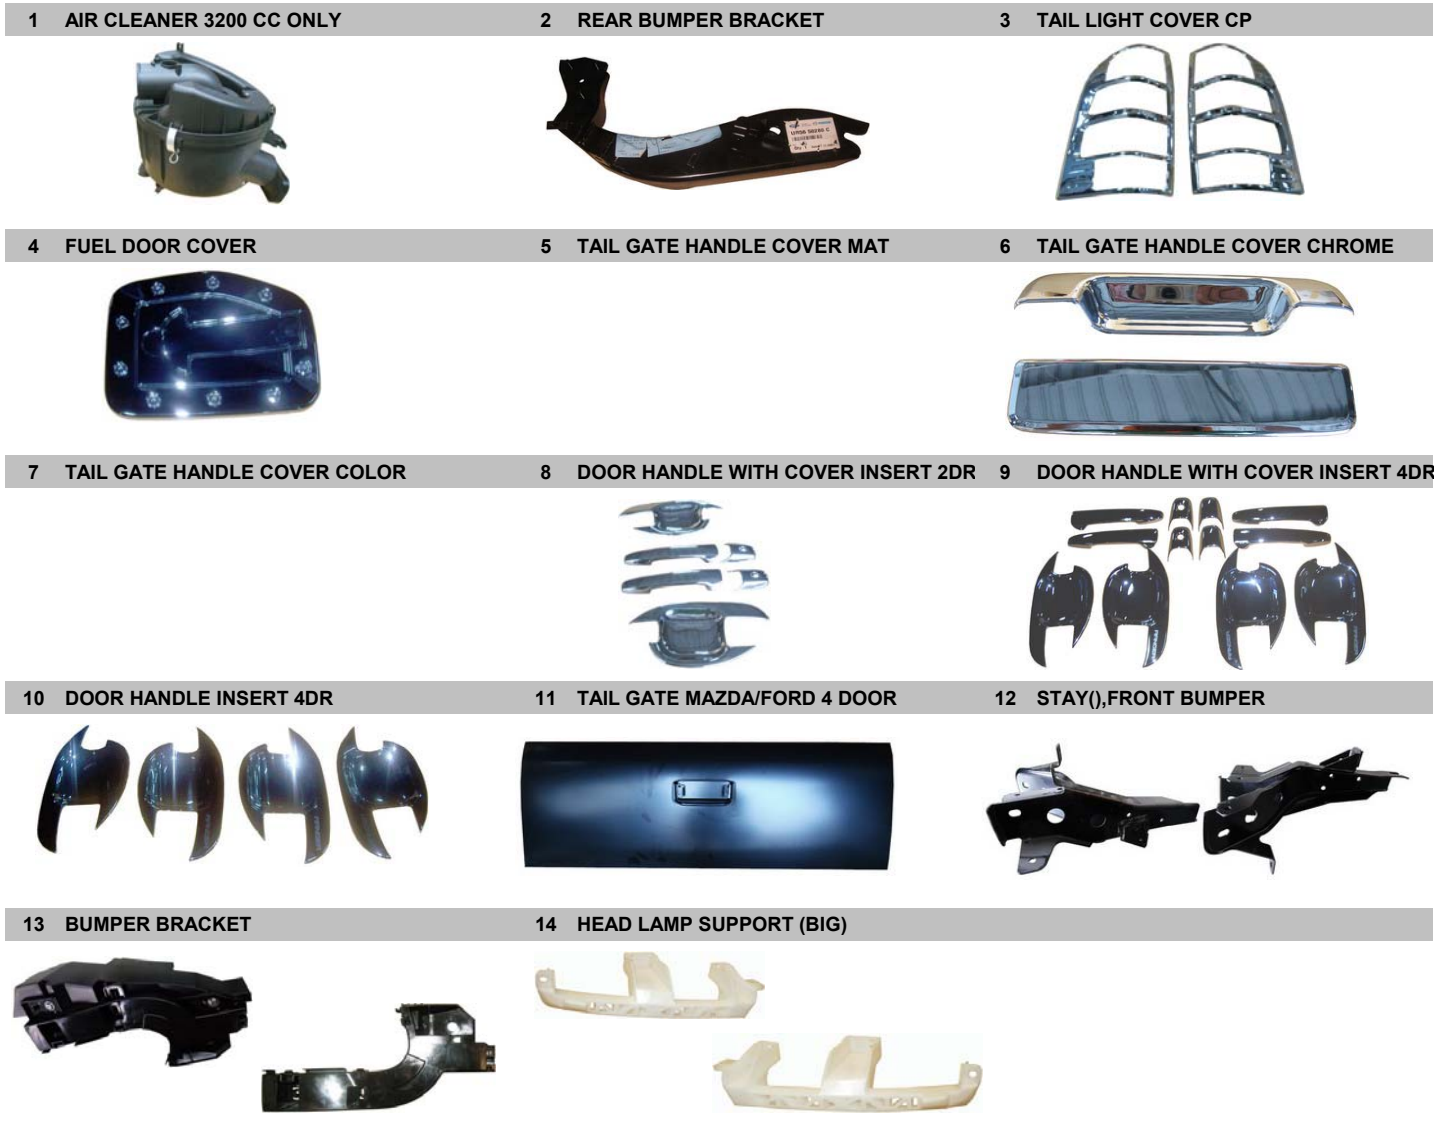 1 AIR CLEANER 3200 CC ONLY
2 REAR BUMPER BRACKET
3 TAIL LIGHT COVER CP
4 FUEL DOOR COVER
5 TAIL GATE HANDLE COVER MAT
6 TAIL GATE HANDLE COVER CHROME
7 TAIL GATE HANDLE COVER COLOR
8 DOOR HANDLE WITH COVER INSERT 2DR
9 DOOR HANDLE WITH COVER INSERT 4DR
10 DOOR HANDLE INSERT 4DR
11 TAIL GATE MAZDA/FORD 4 DOOR
12 STAY(),FRONT BUMPER
13 BUMPER BRACKET
14 HEAD LAMP SUPPORT (BIG)